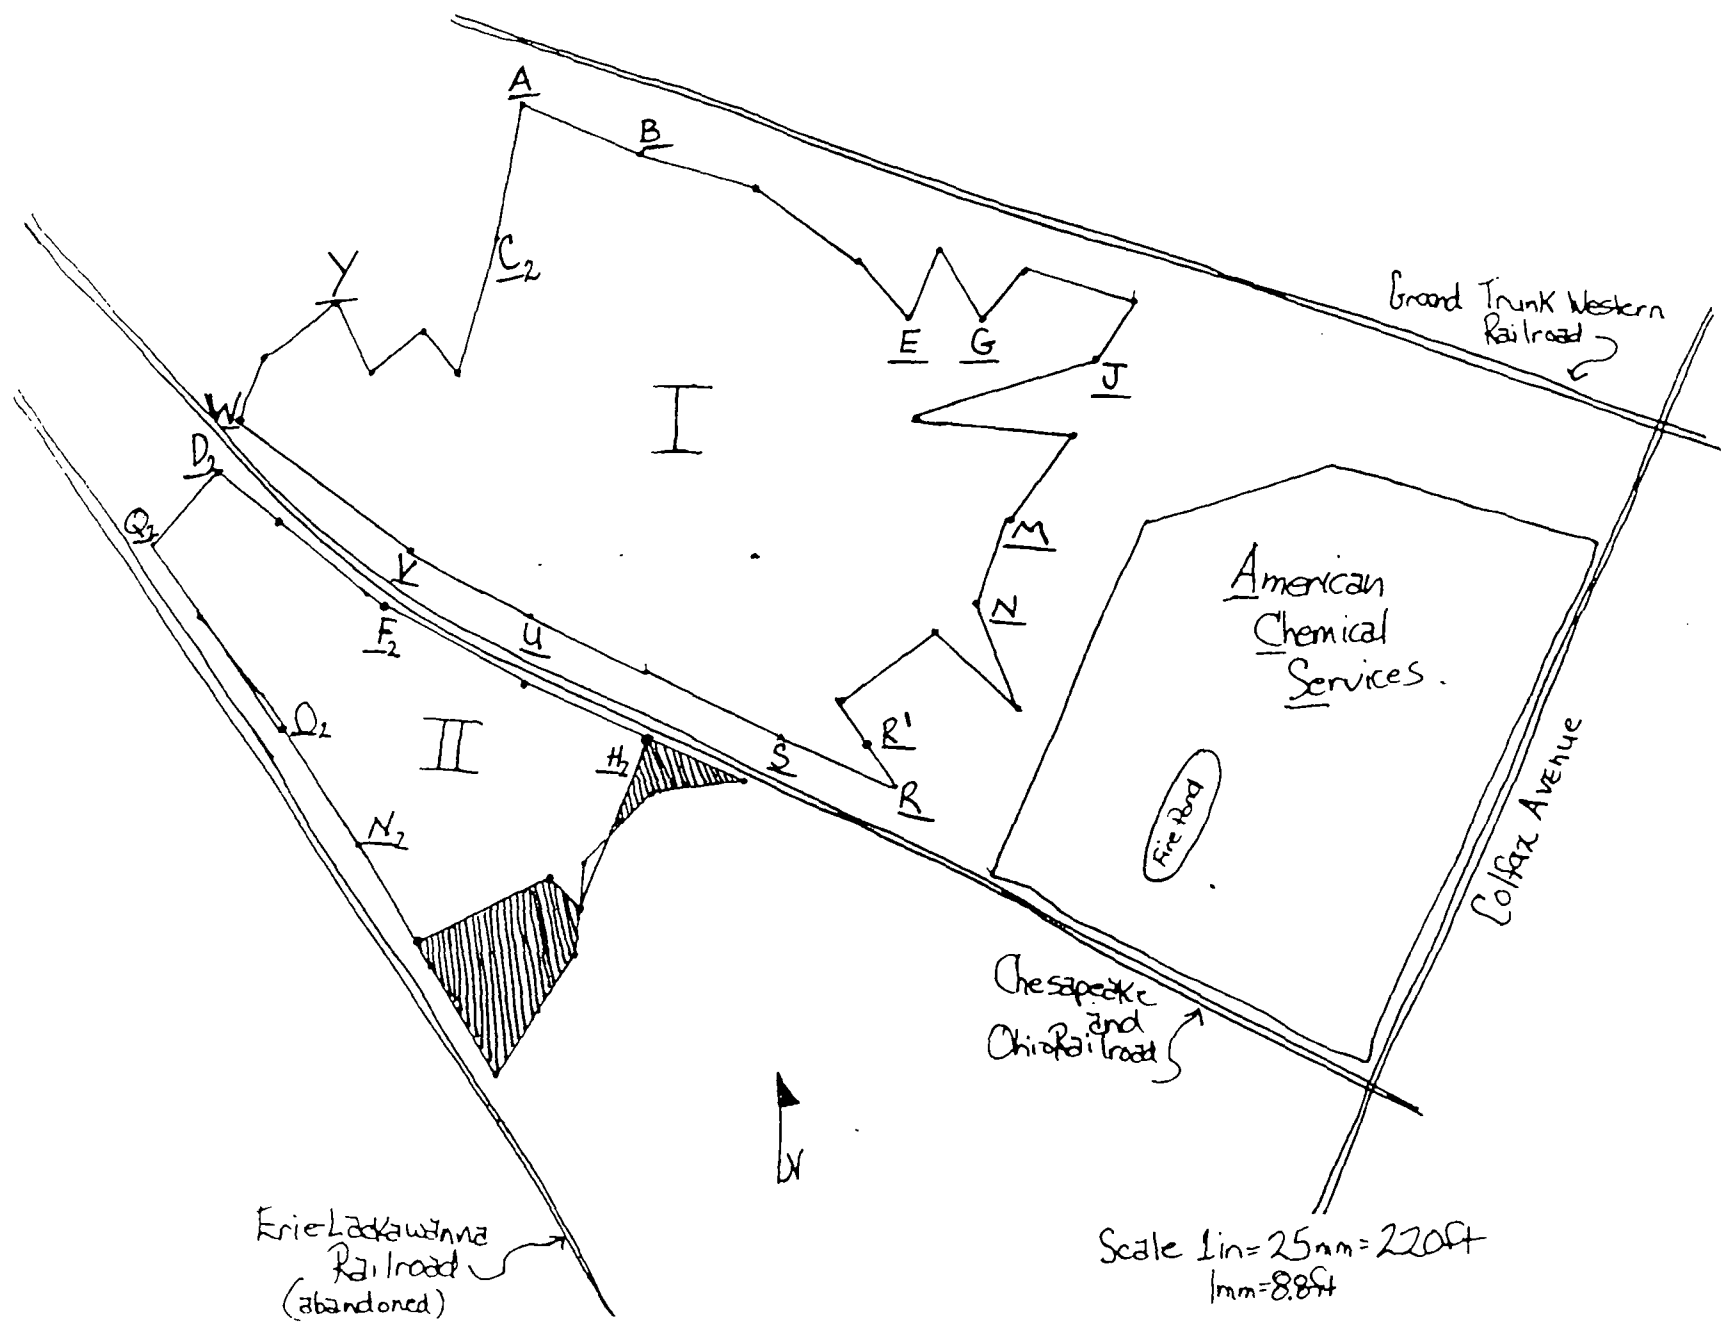 A
B
C2
Y
E
G
J
Grand Trunk Western
Railroad
I
W
D2
Q2
V
M
American
Chemical
Services.
N
U
F2
R'
II
O2
H2
S
R
Fire Pond
Colfax Avenue
N2
Chesapeake
and
Ohio Railroad
N
Erie-Lackawanna
Railroad
(abandoned)
Scale 1in=25mm=220ft
1mm=8.8ft